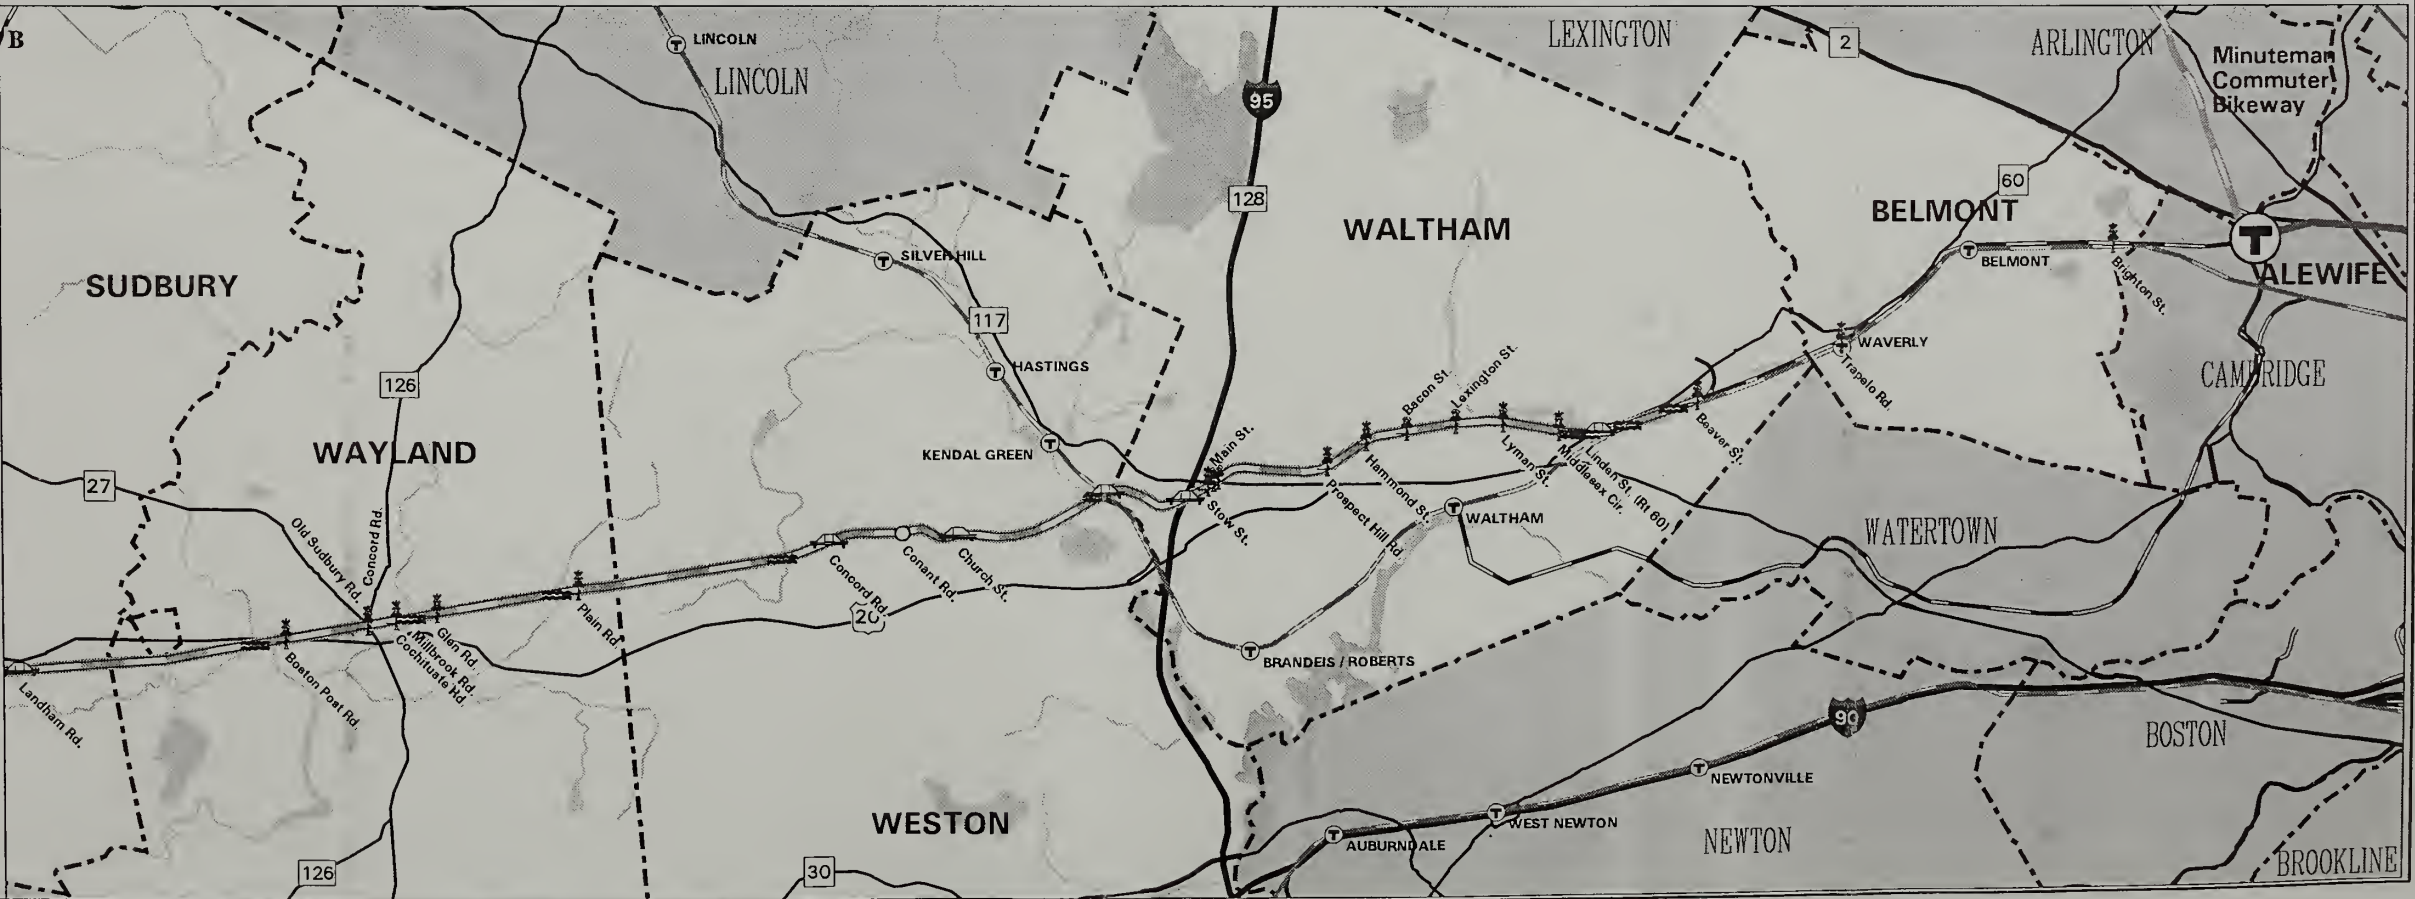 B
LINCOLN
LINCOLN
LEXINGTON
2
ARLINGTON
Minuteman
Commuter
Bikeway
95
128
60
WALTHAM
BELMONT
BELMONT
T
ALEWIFE
Brighton St.
SUDBURY
SILVER HILL
117
HASTINGS
126
WAYLAND
KENDAL GREEN
27
WAVERLY
Trapelo Rd.
CAMBRIDGE
Bacon St.
Lexington St.
Main St.
Beaver St.
Lyman St.
Middlesex Cir.
Linden St. (Rt 60)
Hammond St.
Prospect Hill Rd.
Stow St.
WALTHAM
WATERTOWN
Old Sudbury Rd.
Concord Rd.
Concord Rd.
Conant Rd.
Church St.
20
Plain Rd.
Glen Rd.
Millbrook Rd.
Cochituate Rd.
Boston Post Rd.
Landham Rd.
BRANDEIS / ROBERTS
90
BOSTON
NEWTONVILLE
WESTON
WEST NEWTON
AUBURNDALE
NEWTON
BROOKLINE
126
30